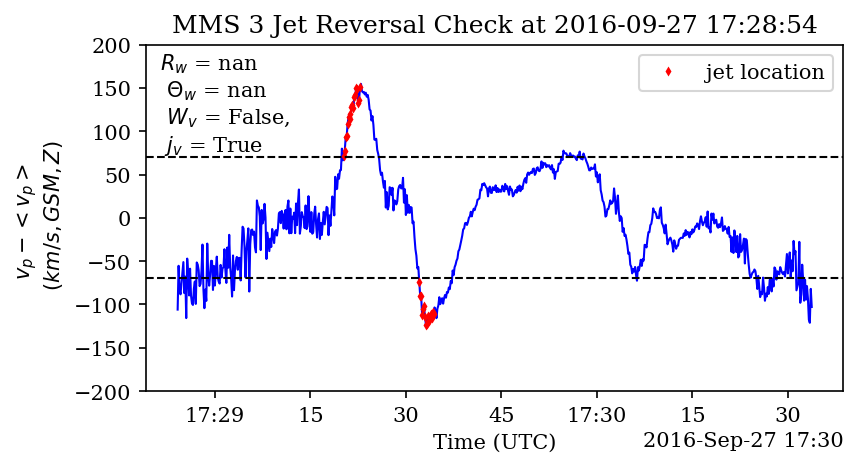 MMS 3 Jet Reversal Check at 2016-09-27 17:28:54
R_w = nan
Θ_w = nan
W_v = False,
j_v = True
jet location
v_p − < v_p >
(km/s, GSM, Z)
200
150
100
50
0
−50
−100
−150
−200
17:29 15 30 45 17:30 15 30
Time (UTC)
2016-Sep-27 17:30